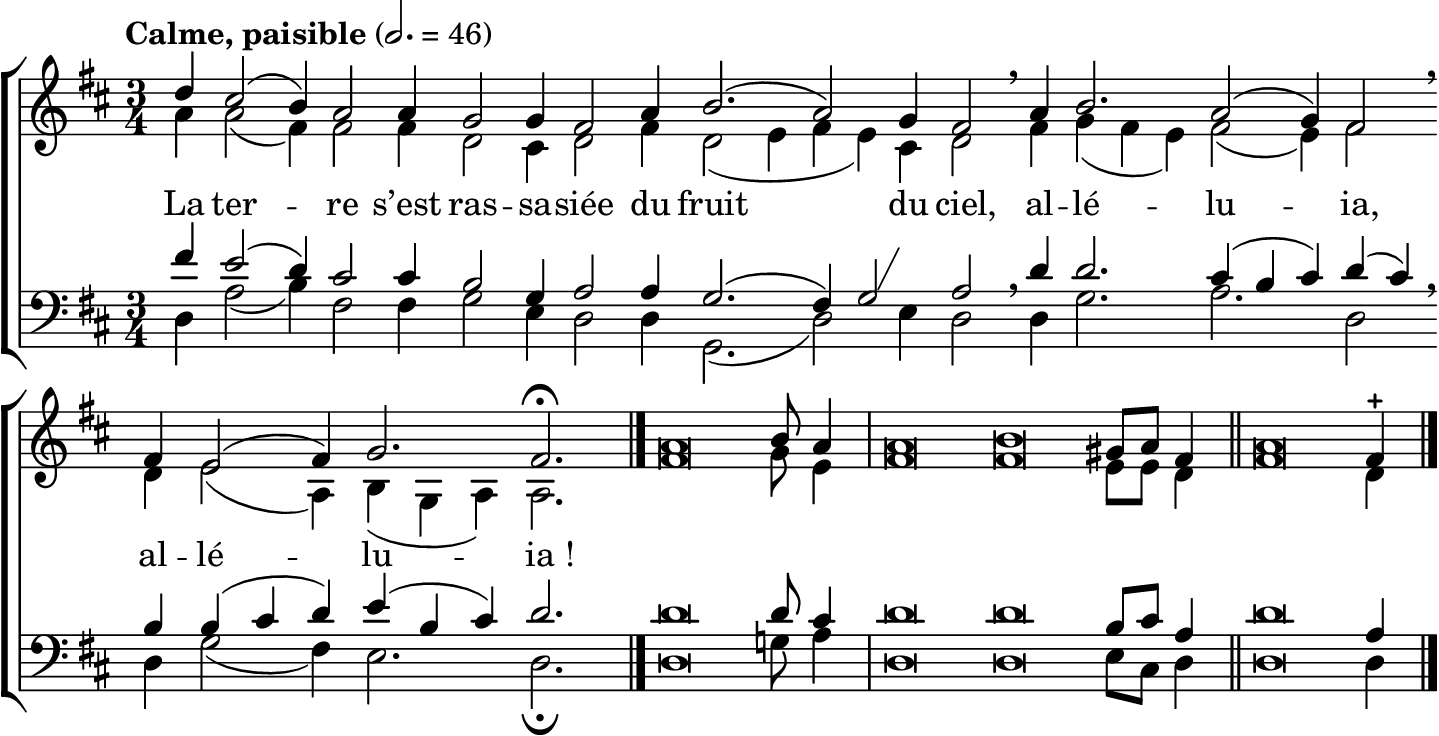 Calme, paisible (𝅗𝅥. = 46)
La ter -- re s’est ras -- sa -- siée du fruit du ciel, al -- lé -- lu -- ia,
al -- lé -- lu -- ia !